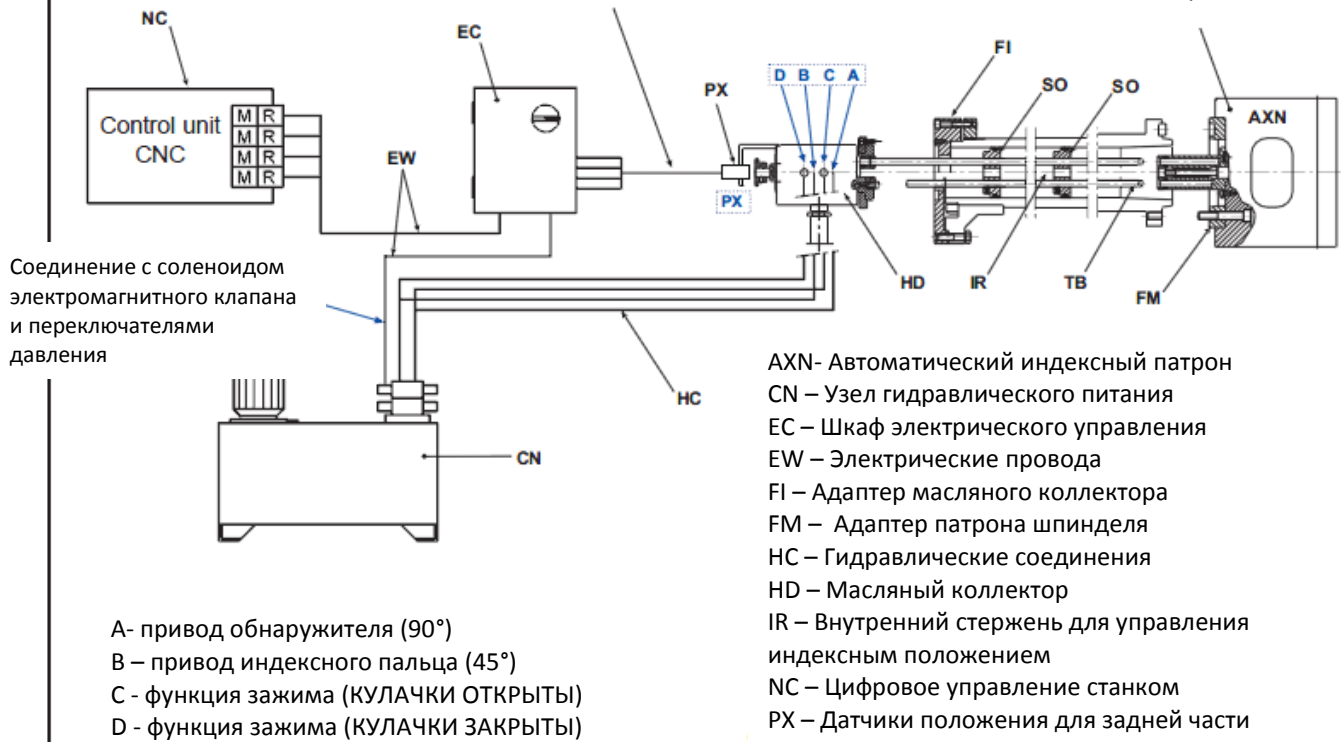 NC
EC
D B C A
FI
SO
SO
AXN
PX
Control unit
CNC
M R
M R
M R
M R
EW
PX
HD
IR
TB
FM
Соединение с соленоидом
электромагнитного клапана
и переключателями
давления
HC
CN
AXN- Автоматический индексный патрон
CN – Узел гидравлического питания
EC – Шкаф электрического управления
EW – Электрические провода
FI – Адаптер масляного коллектора
FM – Адаптер патрона шпинделя
HC – Гидравлические соединения
HD – Масляный коллектор
IR – Внутренний стержень для управления
индексным положением
NC – Цифровое управление станком
PX – Датчики положения для задней части
A- привод обнаружителя (90°)
B – привод индексного пальца (45°)
C - функция зажима (КУЛАЧКИ ОТКРЫТЫ)
D - функция зажима (КУЛАЧКИ ЗАКРЫТЫ)